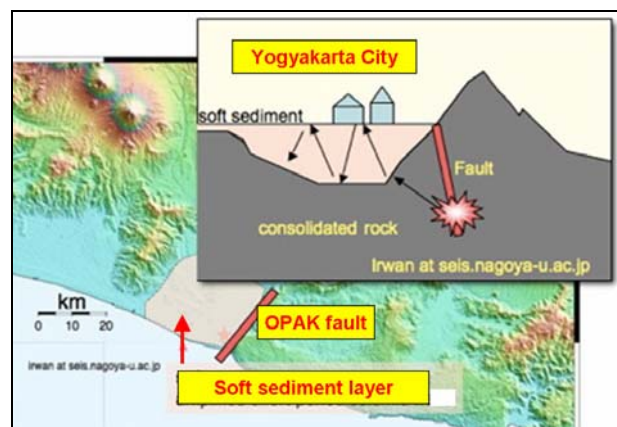 Yogyakarta City
soft sediment
Fault
consolidated rock
Irwan at seis.nagoya-u.ac.jp
km
0 10 20
OPAK fault
Irwan at seis.nagoya-u.ac.jp
Soft sediment layer